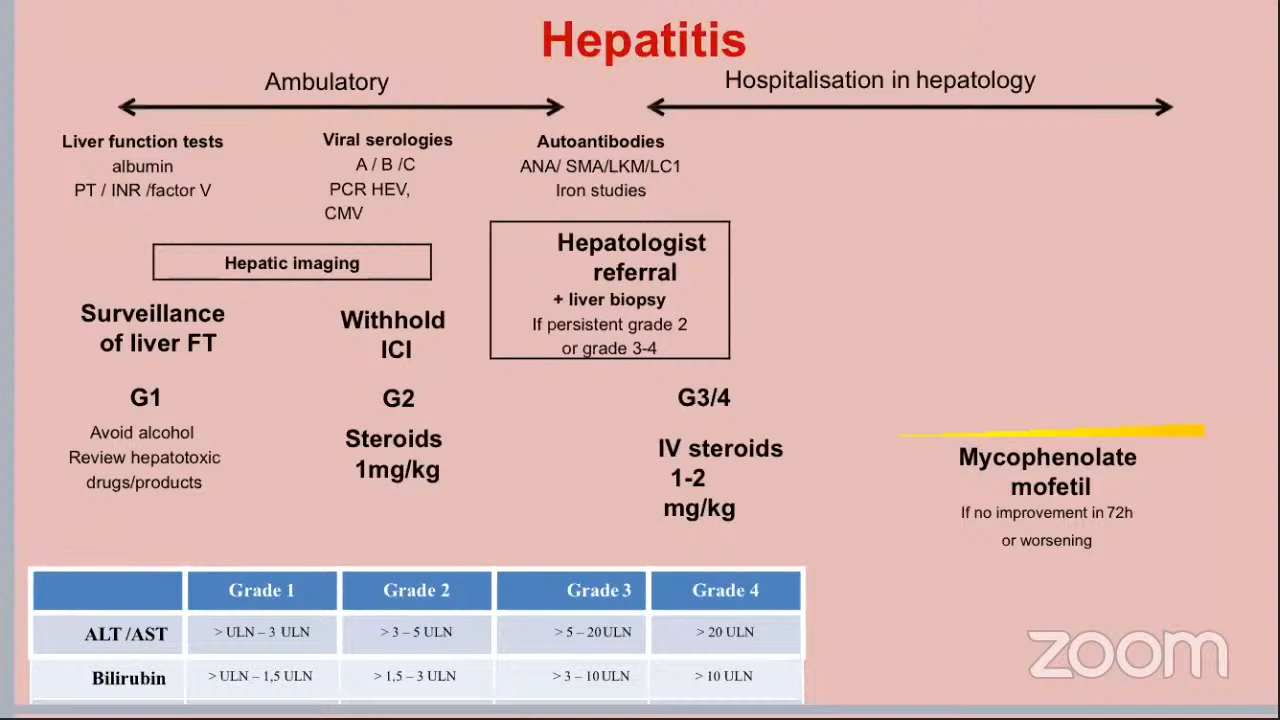 Hepatitis
Ambulatory
Hospitalisation in hepatology
Liver function tests
albumin
PT / INR /factor V
Viral serologies
A / B /C
PCR HEV,
CMV
Autoantibodies
ANA/ SMA/LKM/LC1
Iron studies
Hepatic imaging
Hepatologist
referral
+ liver biopsy
If persistent grade 2
or grade 3-4
Surveillance
of liver FT
Withhold
ICI
G1
G2
G3/4
Avoid alcohol
Review hepatotoxic
drugs/products
Steroids
1mg/kg
IV steroids
1-2
mg/kg
Mycophenolate
mofetil
If no improvement in 72h
or worsening
Grade 1 Grade 2 Grade 3 Grade 4
ALT /AST > ULN – 3 ULN > 3 – 5 ULN > 5 – 20 ULN > 20 ULN
Bilirubin > ULN – 1,5 ULN > 1,5 – 3 ULN > 3 – 10 ULN > 10 ULN
zoom